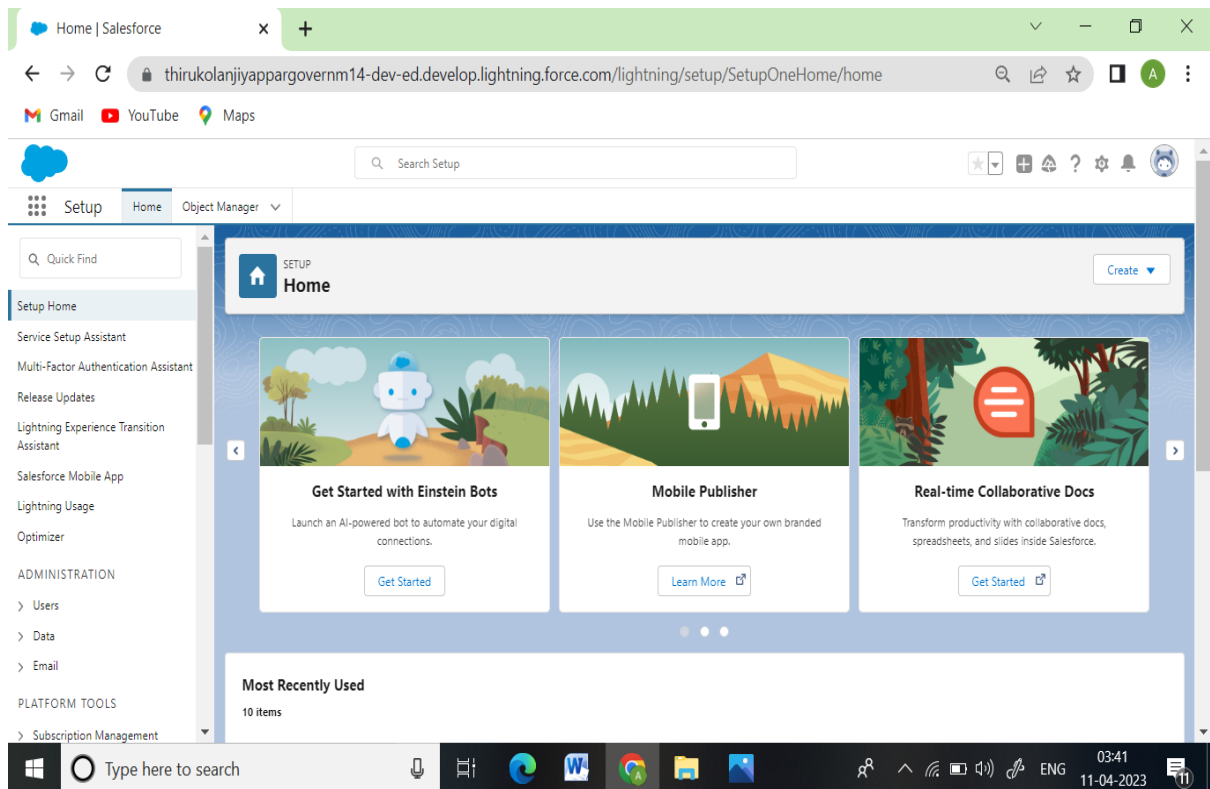 Home | Salesforce
thirukolanjiyappargovernm14-dev-ed.develop.lightning.force.com/lightning/setup/SetupOneHome/home
A
Gmail YouTube Maps
Search Setup
Setup Home Object Manager
Quick Find
Setup Home
Service Setup Assistant
Multi-Factor Authentication Assistant
Release Updates
Lightning Experience Transition
Assistant
Salesforce Mobile App
Lightning Usage
Optimizer
ADMINISTRATION
Users
Data
Email
PLATFORM TOOLS
Subscription Management
SETUP
Home
Create
Get Started with Einstein Bots
Launch an AI-powered bot to automate your digital
connections.
Get Started
Mobile Publisher
Use the Mobile Publisher to create your own branded
mobile app.
Learn More
Real-time Collaborative Docs
Transform productivity with collaborative docs,
spreadsheets, and slides inside Salesforce.
Get Started
Most Recently Used
10 items
Type here to search
W
A
ENG
03:41
11-04-2023
11